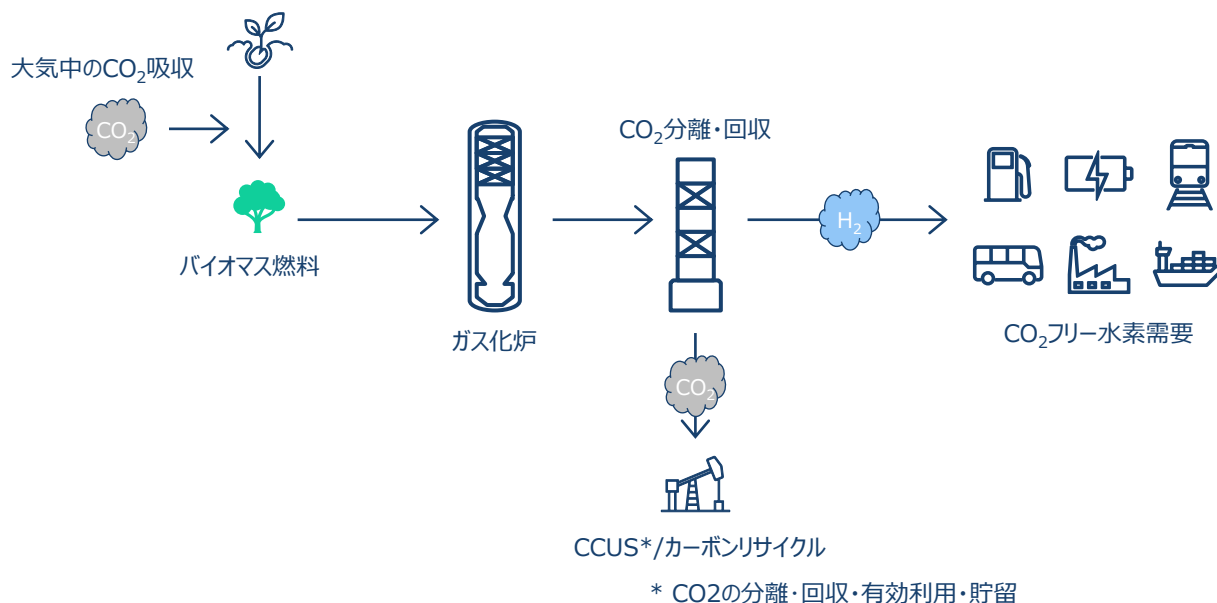 大気中のCO₂吸収
CO₂
バイオマス燃料
ガス化炉
CO₂分離・回収
H₂
CO₂フリー水素需要
CO₂
CCUS*/カーボンリサイクル
* CO2の分離・回収・有効利用・貯留